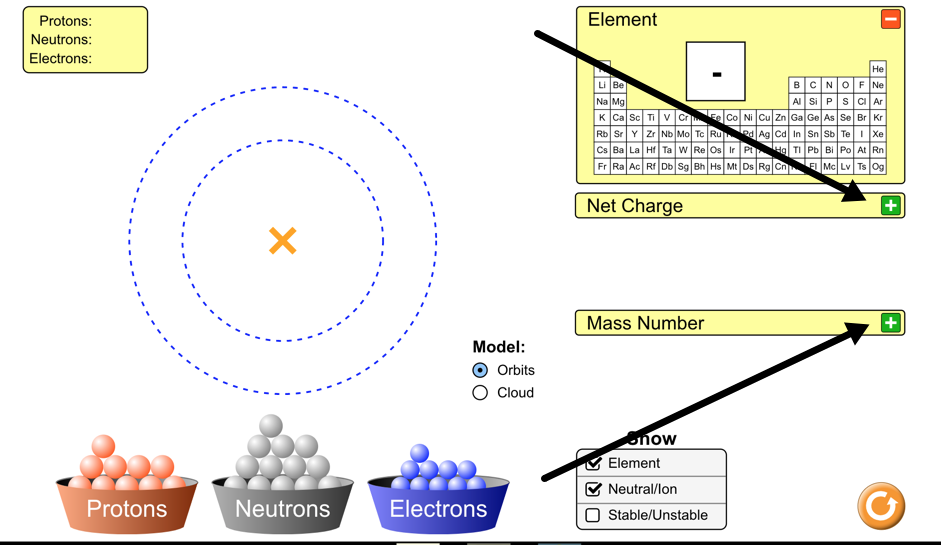 Protons:
Neutrons:
Electrons:
Element
-
He
Li Be B C N O F Ne
Na Mg Al Si P S Cl Ar
K Ca Sc Ti V Cr Fe Co Ni Cu Zn Ga Ge As Se Br Kr
Rb Sr Y Zr Nb Mo Tc Ru Pd Ag Cd In Sn Sb Te I Xe
Cs Ba La Hf Ta W Re Os Ir Pt Hg Tl Pb Bi Po At Rn
Fr Ra Ac Rf Db Sg Bh Hs Mt Ds Rg Cn Fl Mc Lv Ts Og
Net Charge
Mass Number
Model:
Orbits
Cloud
Show
Element
Neutral/Ion
Stable/Unstable
Protons
Neutrons
Electrons